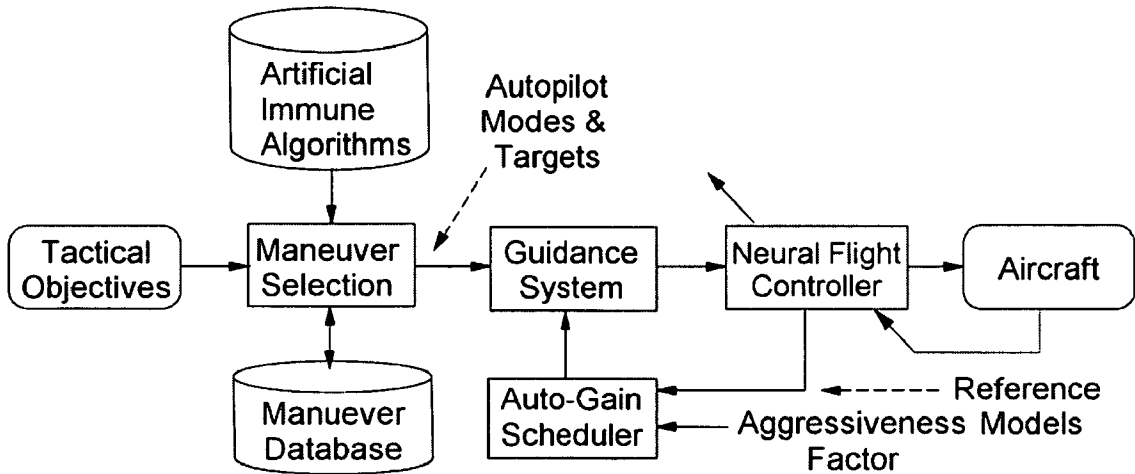 Artificial
Immune
Algorithms
Autopilot
Modes &
Targets
Tactical
Objectives
Maneuver
Selection
Guidance
System
Neural Flight
Controller
Aircraft
Manuever
Database
Auto-Gain
Scheduler
Reference
Models
Aggressiveness
Factor